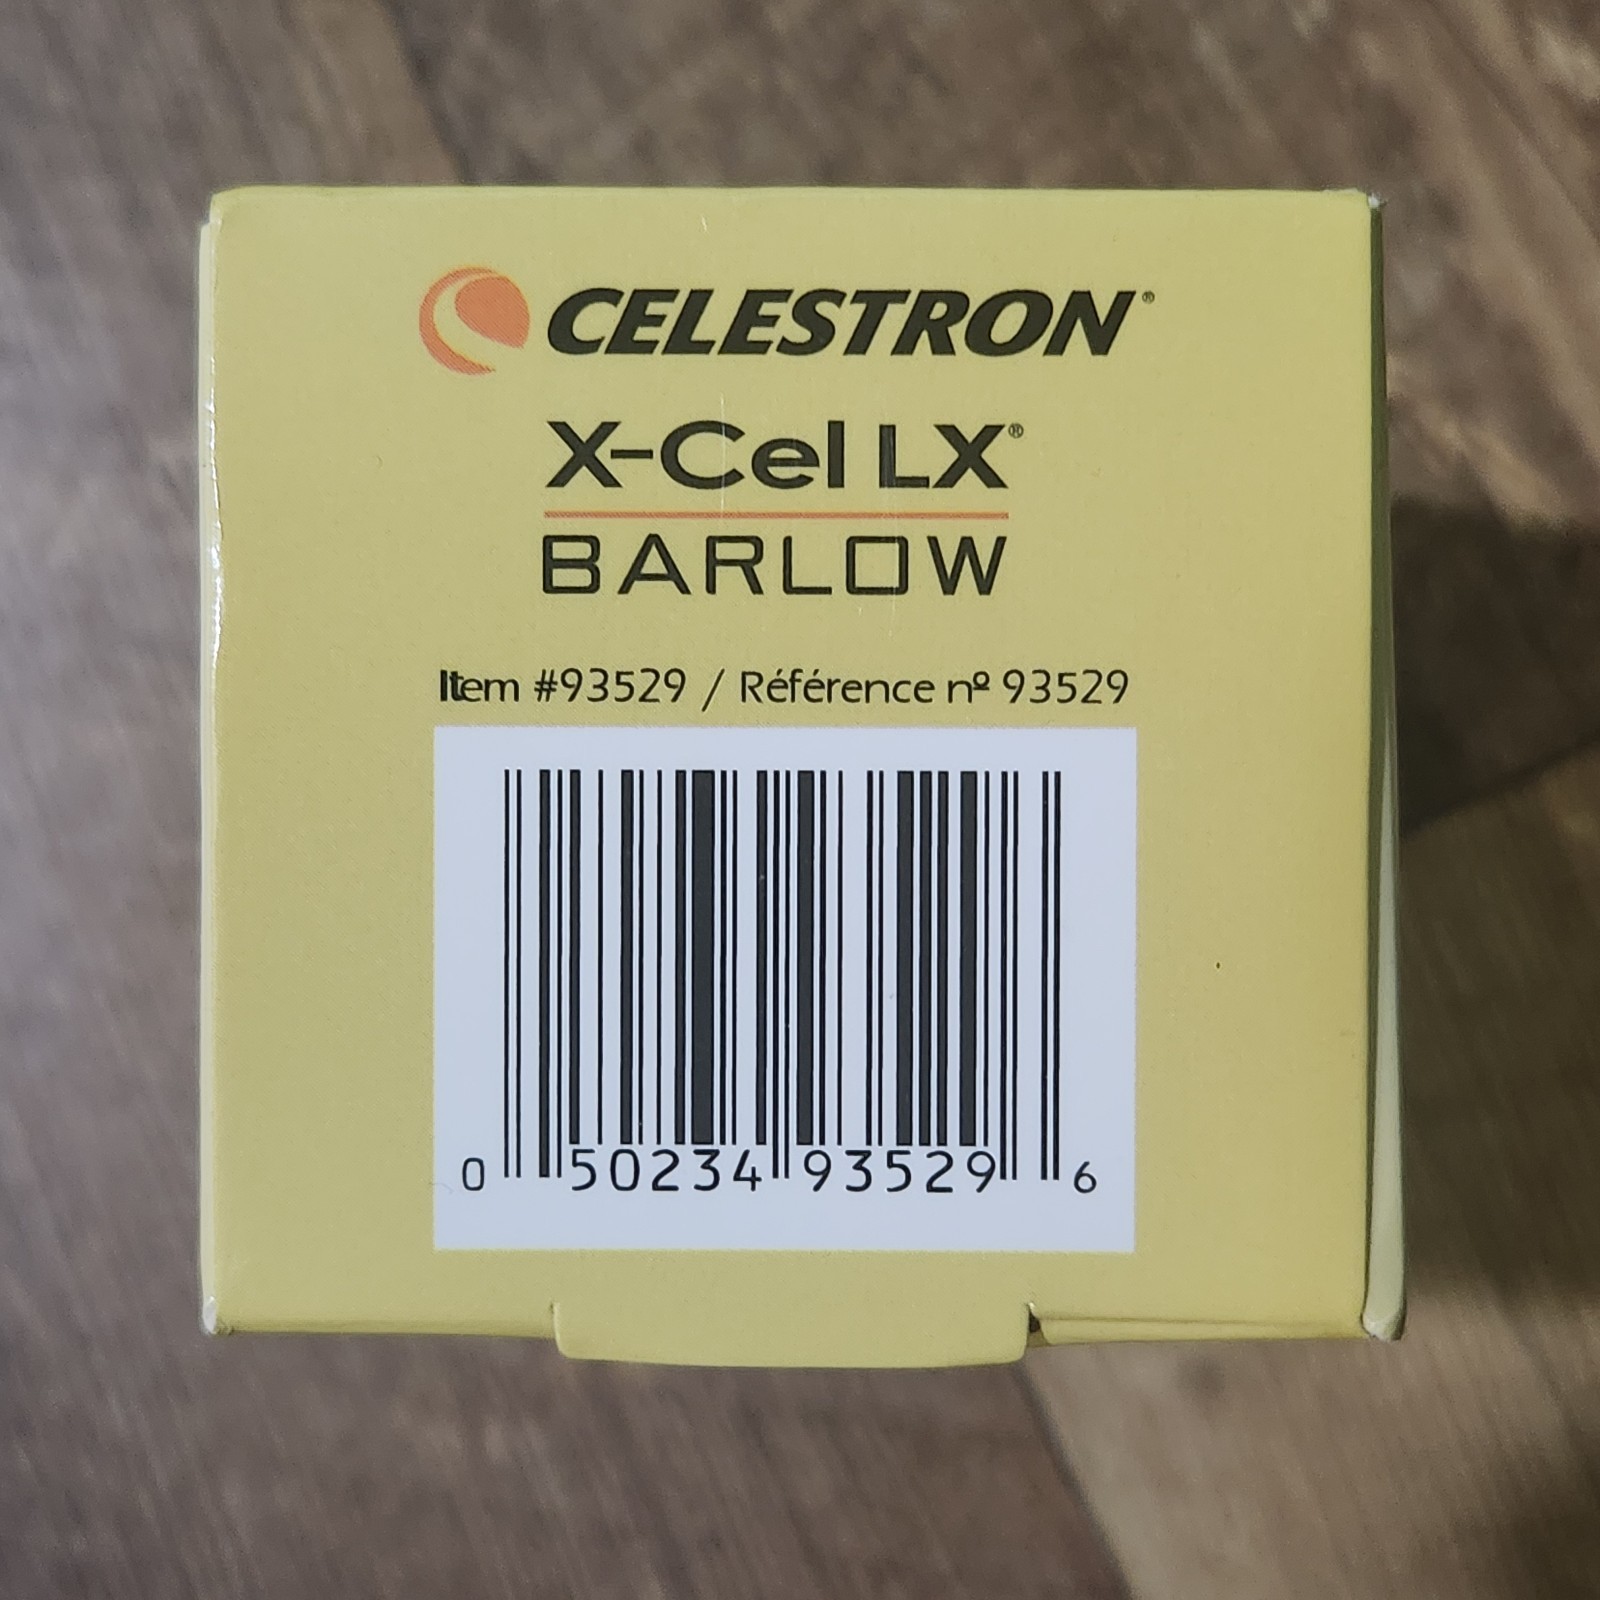 CELESTRON®
X-Cel LX®
BARLOW
Item #93529 / Référence nº 93529
0 50234 93529 6